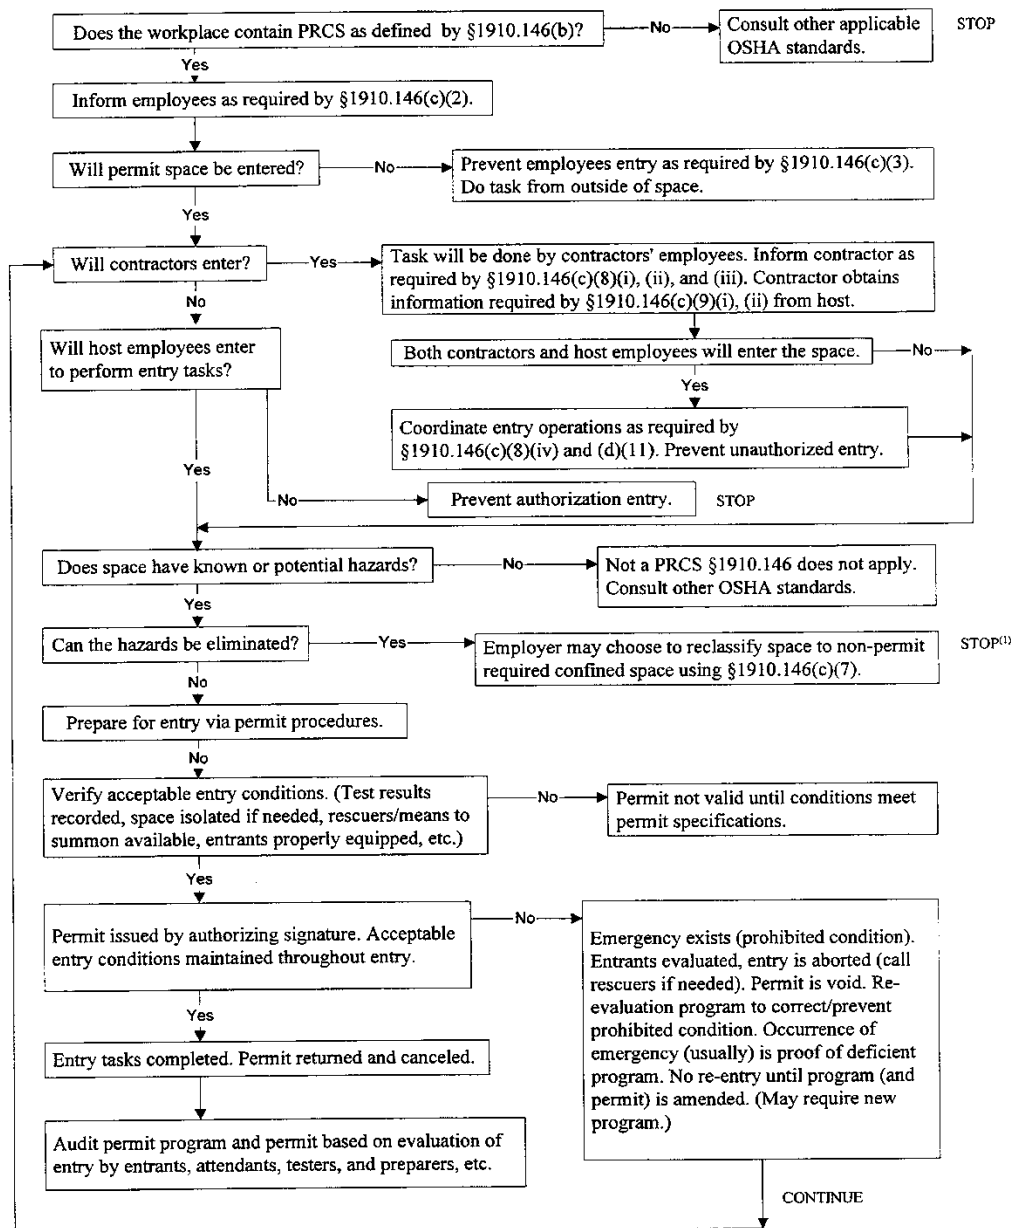 Does the workplace contain PRCS as defined by §1910.146(b)?
No
Consult other applicable
OSHA standards.
STOP
Yes
Inform employees as required by §1910.146(c)(2).
Will permit space be entered?
No
Prevent employees entry as required by §1910.146(c)(3).
Do task from outside of space.
Yes
Will contractors enter?
Yes
Task will be done by contractors' employees. Inform contractor as
required by §1910.146(c)(8)(i), (ii), and (iii). Contractor obtains
information required by §1910.146(c)(9)(i), (ii) from host.
No
Will host employees enter
to perform entry tasks?
Both contractors and host employees will enter the space.
No
Yes
Coordinate entry operations as required by
§1910.146(c)(8)(iv) and (d)(11). Prevent unauthorized entry.
Yes
No
Prevent authorization entry.
STOP
Does space have known or potential hazards?
No
Not a PRCS §1910.146 does not apply.
Consult other OSHA standards.
Yes
Can the hazards be eliminated?
Yes
Employer may choose to reclassify space to non-permit
required confined space using §1910.146(c)(7).
STOP(1)
No
Prepare for entry via permit procedures.
No
Verify acceptable entry conditions. (Test results
recorded, space isolated if needed, rescuers/means to
summon available, entrants properly equipped, etc.)
No
Permit not valid until conditions meet
permit specifications.
Yes
Permit issued by authorizing signature. Acceptable
entry conditions maintained throughout entry.
No
Emergency exists (prohibited condition).
Entrants evaluated, entry is aborted (call
rescuers if needed). Permit is void. Re-
evaluation program to correct/prevent
prohibited condition. Occurrence of
emergency (usually) is proof of deficient
program. No re-entry until program (and
permit) is amended. (May require new
program.)
Yes
Entry tasks completed. Permit returned and canceled.
Audit permit program and permit based on evaluation of
entry by entrants, attendants, testers, and preparers, etc.
CONTINUE